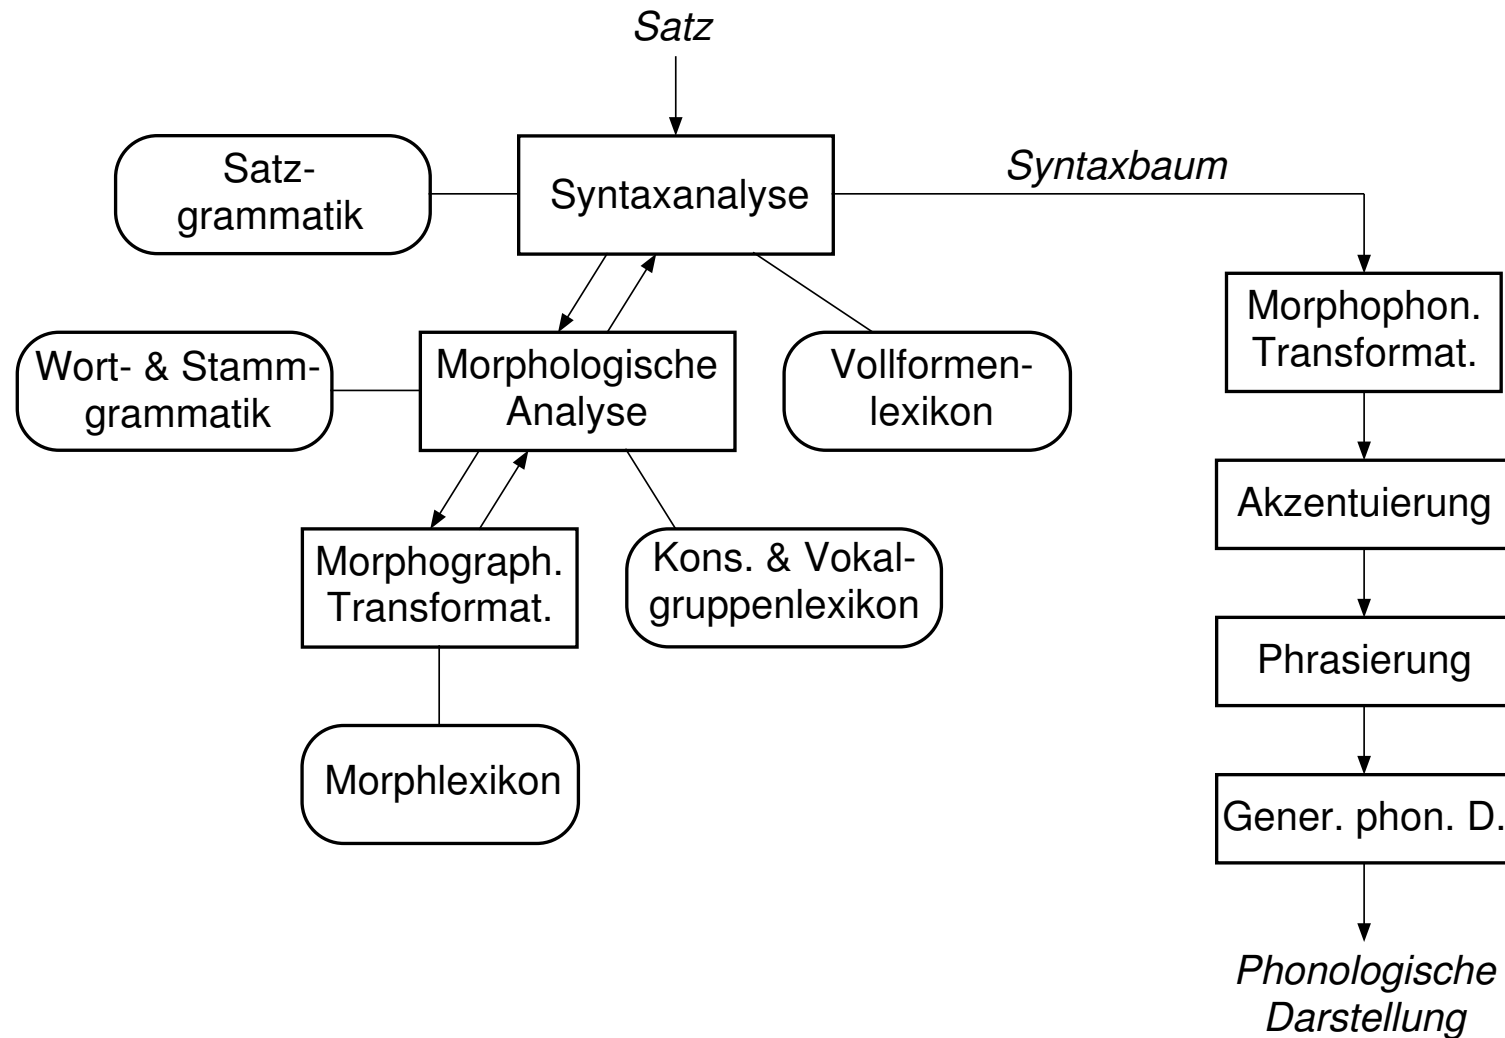 Satz
Satz-
grammatik
Syntaxanalyse
Syntaxbaum
Wort- & Stamm-
grammatik
Morphologische
Analyse
Vollformen-
lexikon
Morphophon.
Transformat.
Morphograph.
Transformat.
Kons. & Vokal-
gruppenlexikon
Akzentuierung
Phrasierung
Morphlexikon
Gener. phon. D.
Phonologische
Darstellung